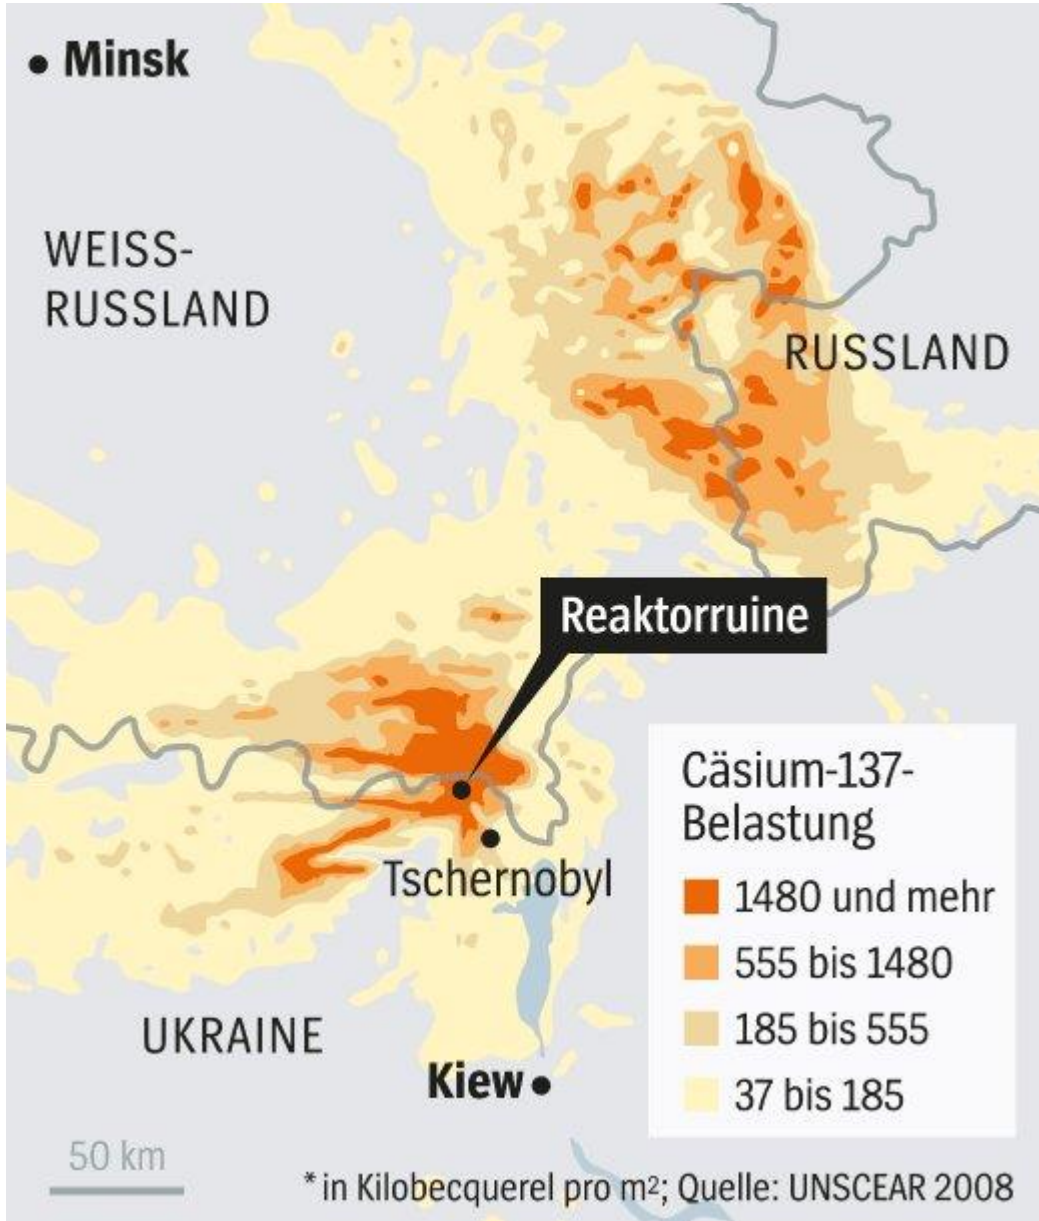 Minsk
WEISS-
RUSSLAND
RUSSLAND
Reaktorruine
Tschernobyl
UKRAINE
Kiew
Cäsium-137-
Belastung
1480 und mehr
555 bis 1480
185 bis 555
37 bis 185
50 km
* in Kilobecquerel pro m²; Quelle: UNSCEAR 2008